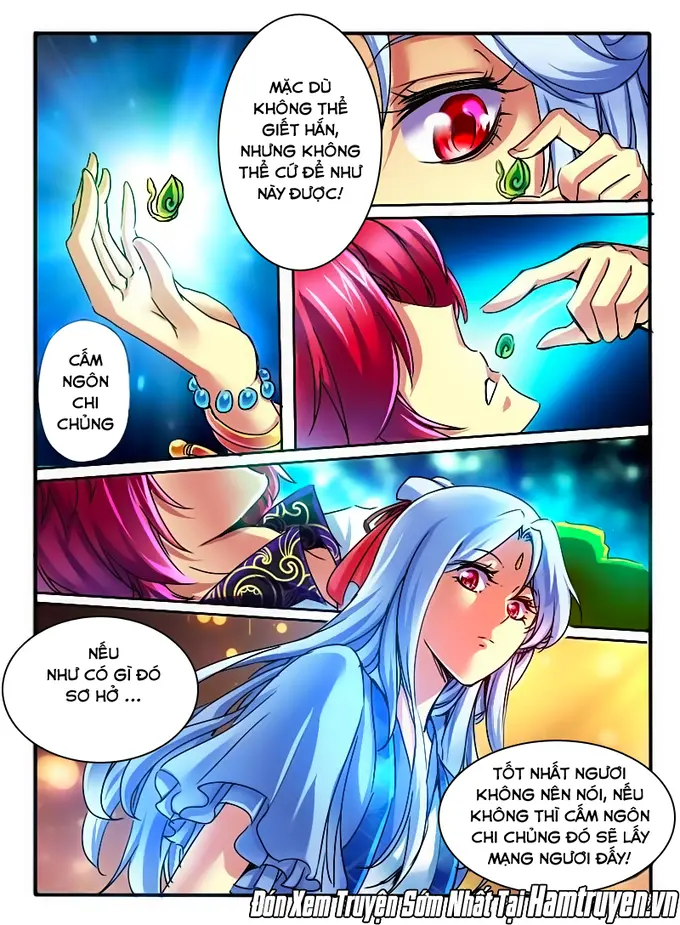 MẶC DÙ
KHÔNG THỂ
GIẾT HẮN,
NHƯNG KHÔNG
THỂ CỨ ĐỂ NHƯ
NÀY ĐƯỢC!
CẤM
NGÔN
CHI
CHỦNG
NẾU
NHƯ CÓ GÌ ĐÓ
SƠ HỞ ...
TỐT NHẤT NGƯƠI
KHÔNG NÊN NÓI, NẾU
KHÔNG THÌ CẤM NGÔN
CHI CHỦNG ĐÓ SẼ LẤY
MẠNG NGƯƠI ĐẤY!
Đón Xem Truyện Sớm Nhất Tại Hamtruyen.vn